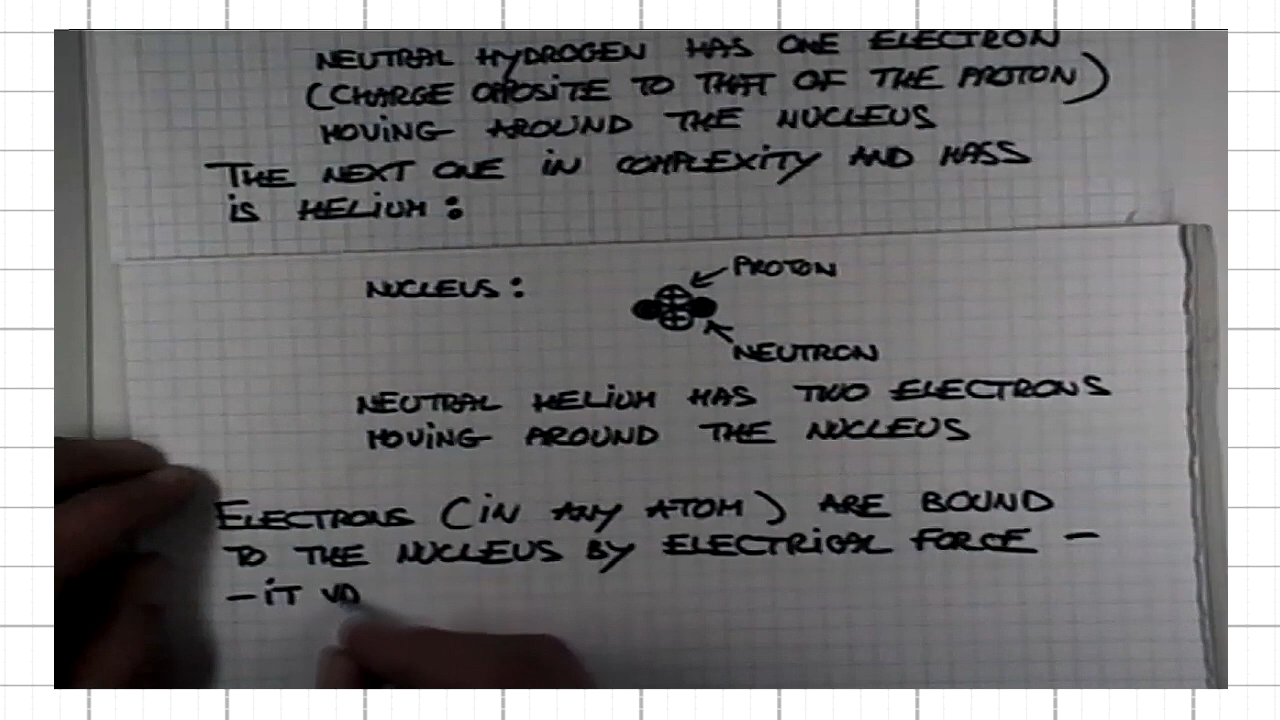 NEUTRAL HYDROGEN HAS ONE ELECTRON
(CHARGE OPPOSITE TO THAT OF THE PROTON)
MOVING AROUND THE NUCLEUS
THE NEXT ONE IN COMPLEXITY AND MASS
IS HELIUM:
NUCLEUS:
PROTON
NEUTRON
NEUTRAL HELIUM HAS TWO ELECTRONS
MOVING AROUND THE NUCLEUS
ELECTRONS (IN ANY ATOM) ARE BOUND
TO THE NUCLEUS BY ELECTRICAL FORCE -
- IT